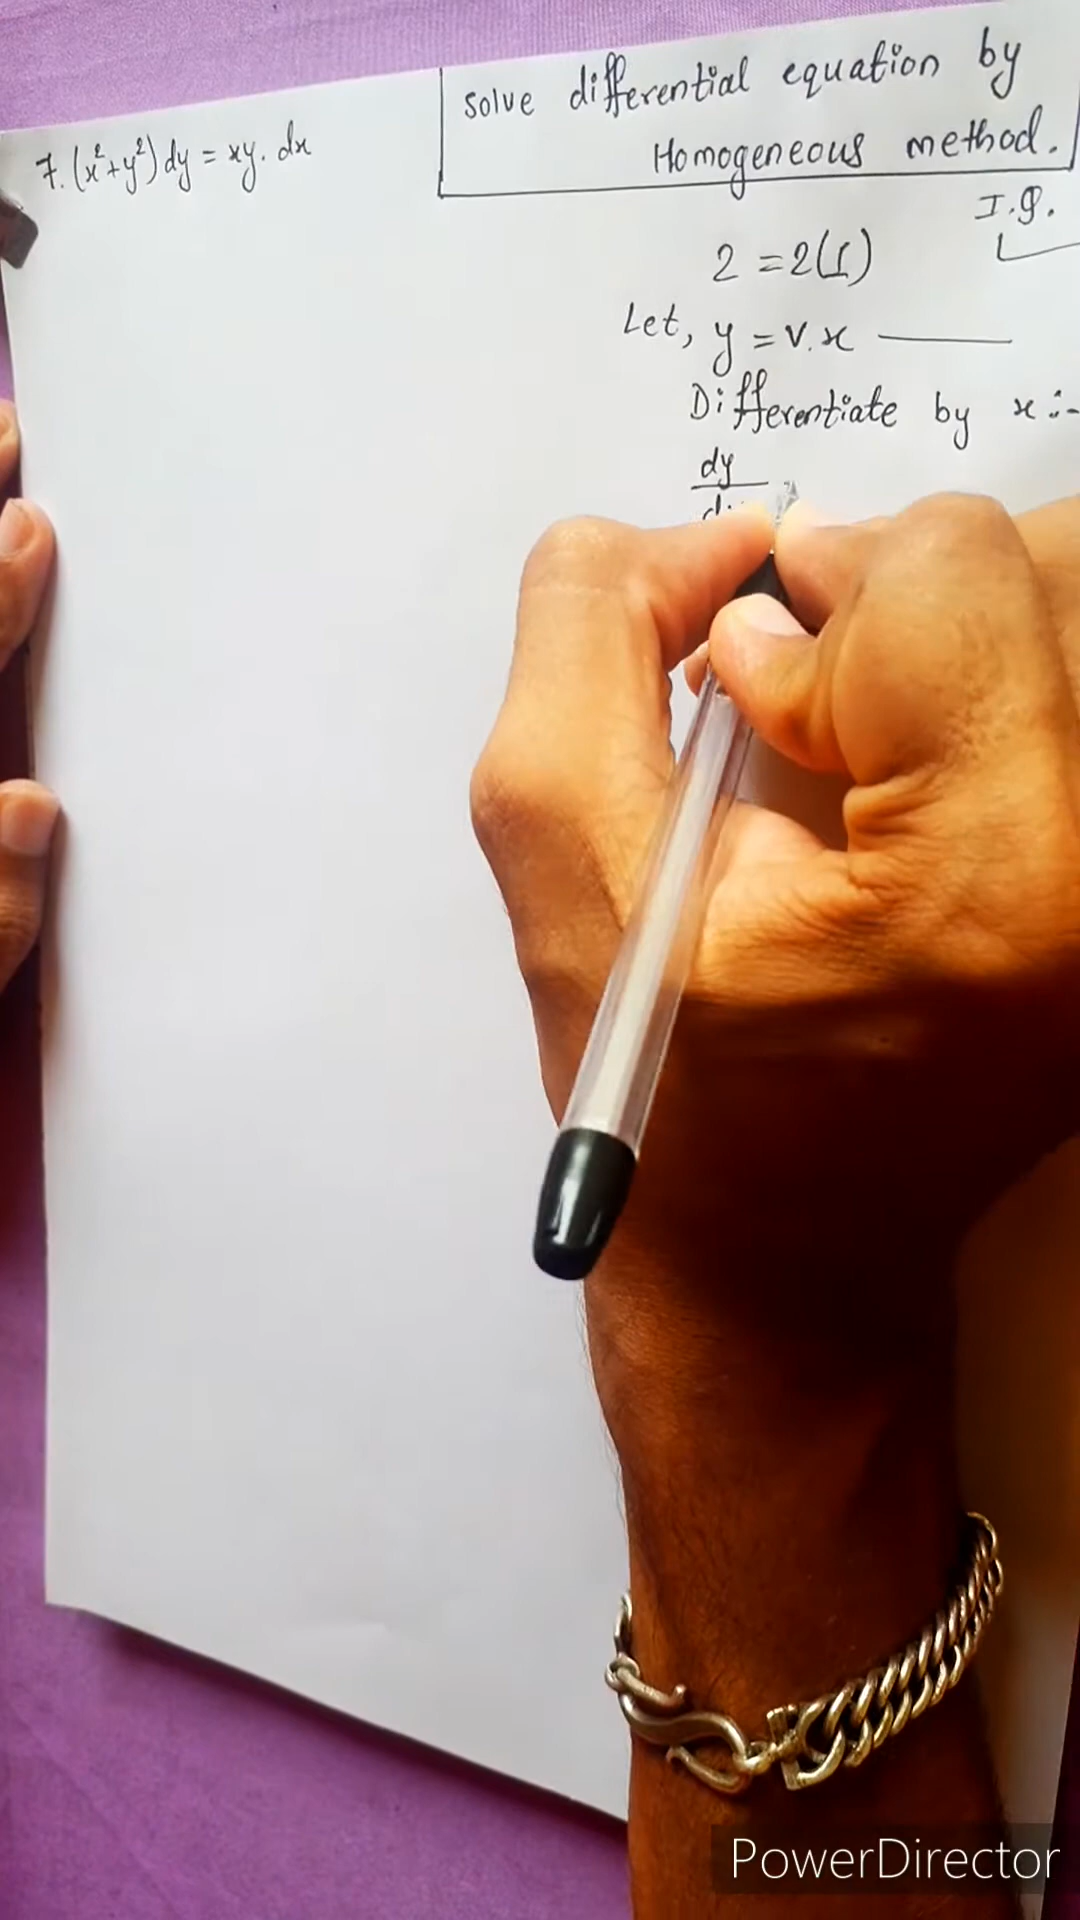 Solve differential equation by
Homogeneous method.
7. (x²+y²)dy = xy. dx
I.g.
2 = 2(1)
Let, y = v.x
Differentiate by x :-
dy
PowerDirector